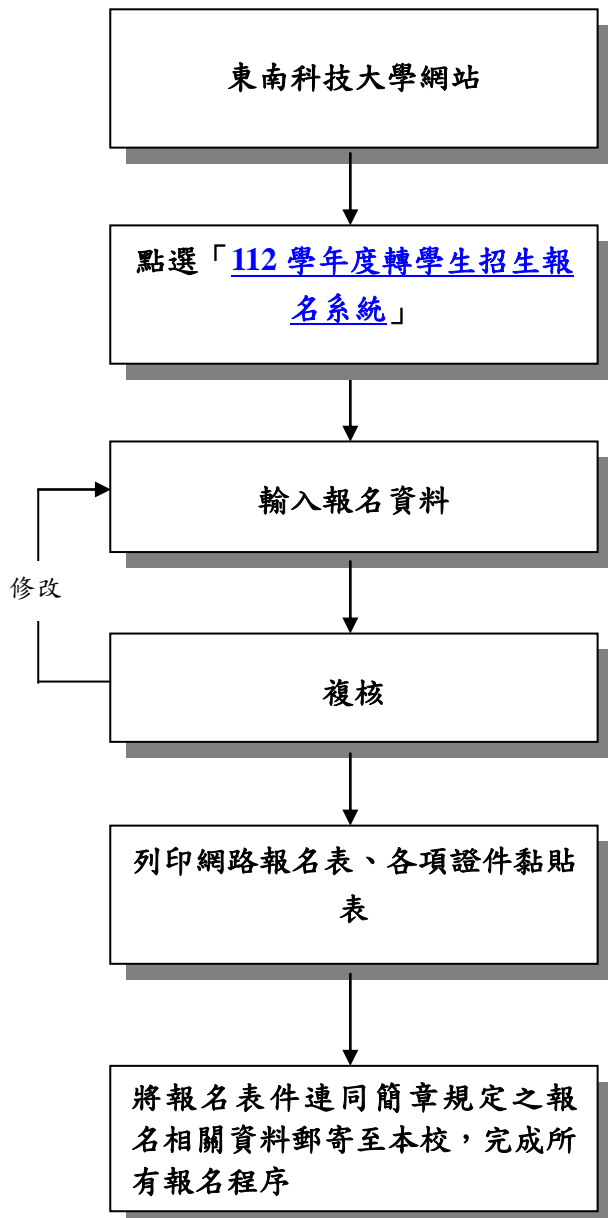 東南科技大學網站
點選「112 學年度轉學生招生報
名系統」
輸入報名資料
修改
複核
列印網路報名表、各項證件黏貼
表
將報名表件連同簡章規定之報
名相關資料郵寄至本校，完成所
有報名程序